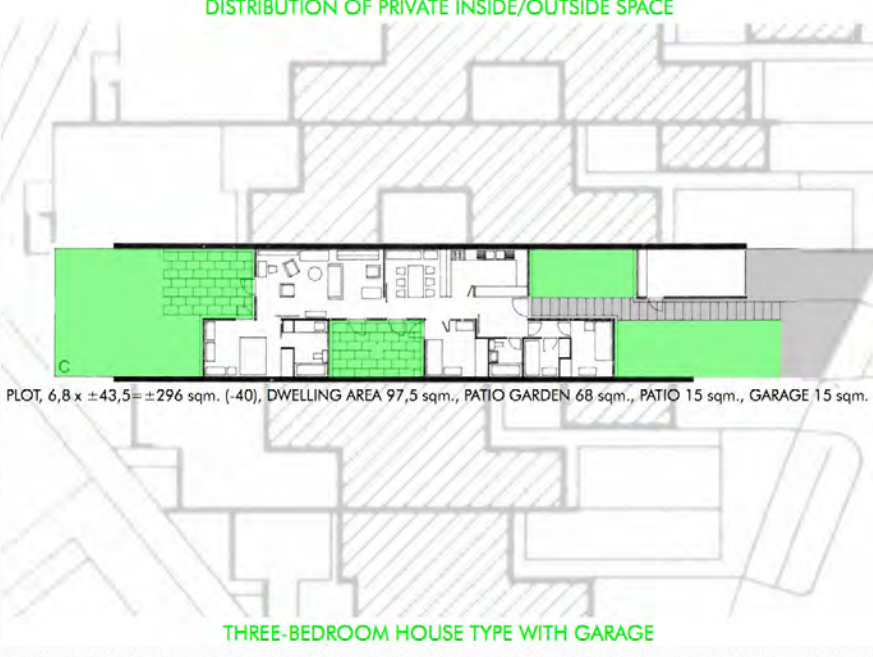 DISTRIBUTION OF PRIVATE INSIDE/OUTSIDE SPACE
C
PLOT, 6,8 x ±43,5=±296 sqm. (-40), DWELLING AREA 97,5 sqm., PATIO GARDEN 68 sqm., PATIO 15 sqm., GARAGE 15 sqm.
THREE-BEDROOM HOUSE TYPE WITH GARAGE